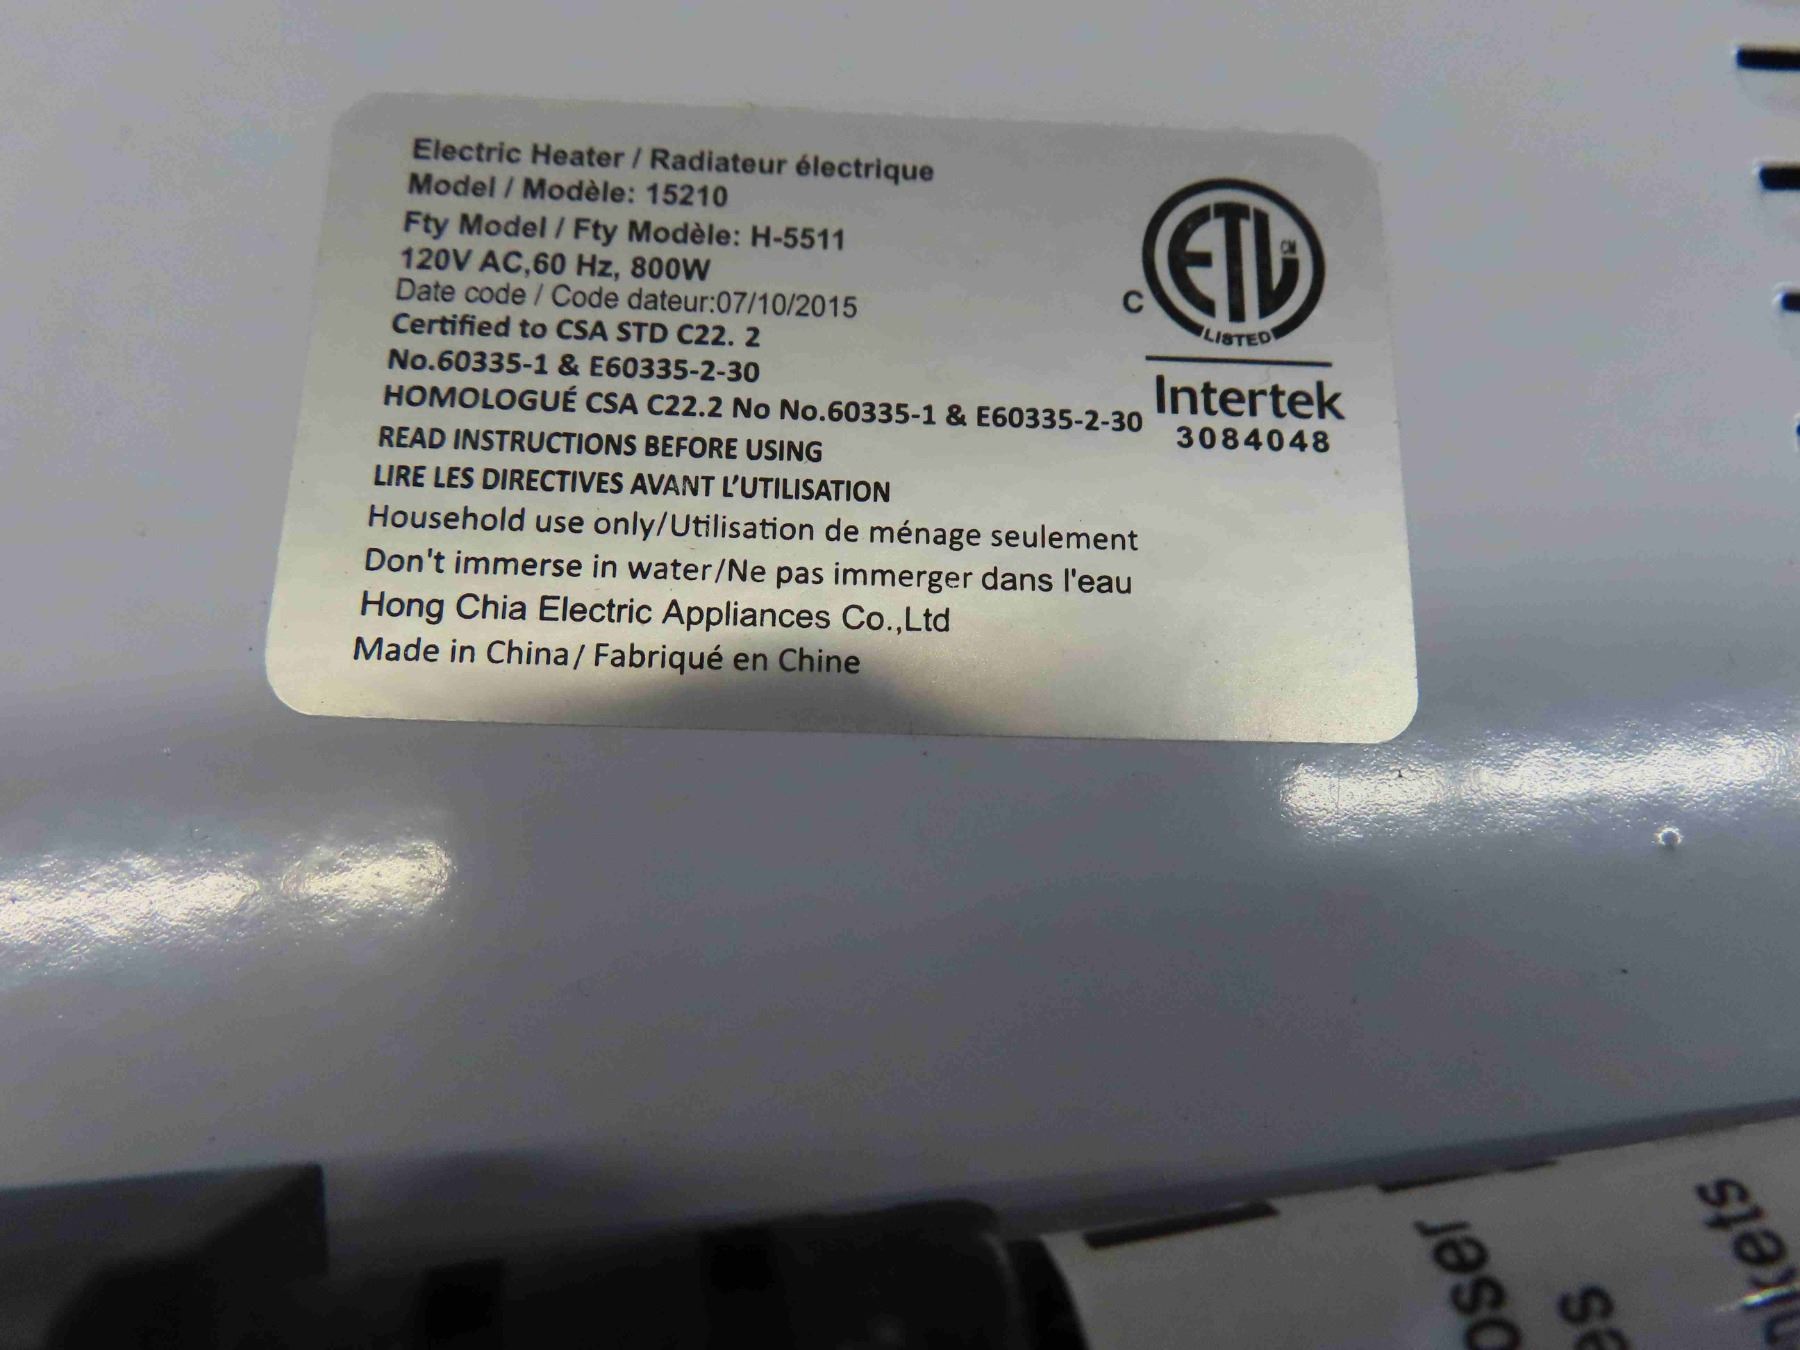 Electric Heater / Radiateur électrique
Model / Modèle: 15210
Fty Model / Fty Modèle: H-5511
120V AC,60 Hz, 800W
Date code / Code dateur:07/10/2015
Certified to CSA STD C22. 2
No.60335-1 & E60335-2-30
HOMOLOGUÉ CSA C22.2 No No.60335-1 & E60335-2-30
READ INSTRUCTIONS BEFORE USING
LIRE LES DIRECTIVES AVANT L'UTILISATION
Household use only/Utilisation de ménage seulement
Don't immerse in water/Ne pas immerger dans l'eau
Hong Chia Electric Appliances Co.,Ltd
Made in China/ Fabriqué en Chine
ETL CM
C
LISTED
Intertek
3084048